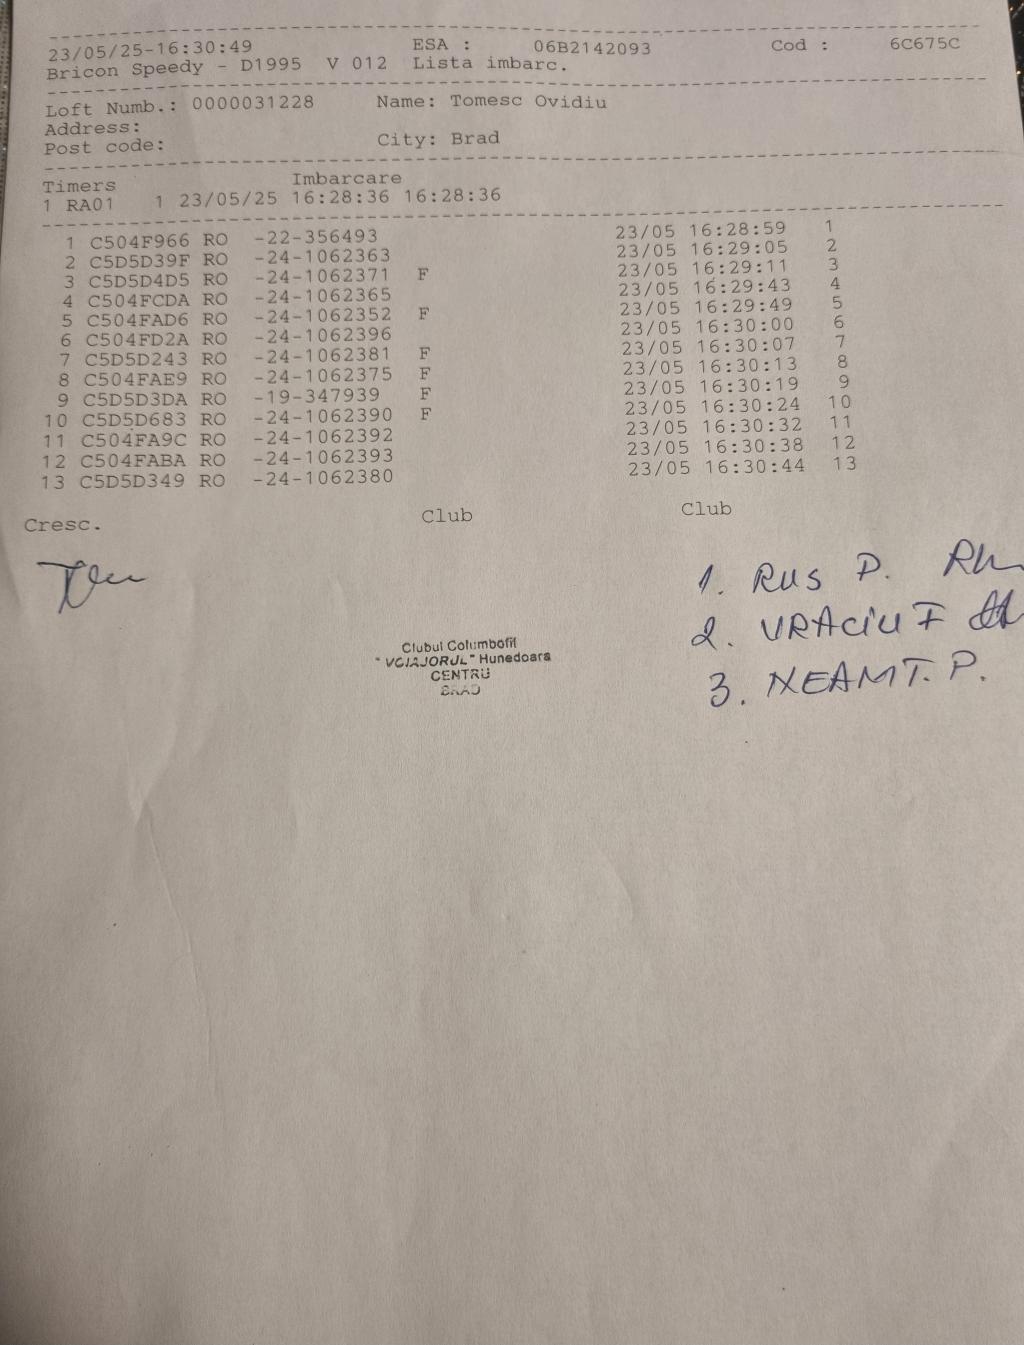 23/05/25-16:30:49 ESA : 06B2142093 Cod : 6C675C
Bricon Speedy - D1995 V 012 Lista imbarc.
Loft Numb.: 0000031228 Name: Tomesc Ovidiu
Address:
Post code: City: Brad
Timers Imbarcare
1 RA01 1 23/05/25 16:28:36 16:28:36
1 C504F966 RO -22-356493 23/05 16:28:59 1
2 C5D5D39F RO -24-1062363 23/05 16:29:05 2
3 C5D5D4D5 RO -24-1062371 F 23/05 16:29:11 3
4 C504FCDA RO -24-1062365 23/05 16:29:43 4
5 C504FAD6 RO -24-1062352 F 23/05 16:29:49 5
6 C504FD2A RO -24-1062396 23/05 16:30:00 6
7 C5D5D243 RO -24-1062381 F 23/05 16:30:07 7
8 C504FAE9 RO -24-1062375 F 23/05 16:30:13 8
9 C5D5D3DA RO -19-347939 F 23/05 16:30:19 9
10 C5D5D683 RO -24-1062390 F 23/05 16:30:24 10
11 C504FA9C RO -24-1062392 23/05 16:30:32 11
12 C504FABA RO -24-1062393 23/05 16:30:38 12
13 C5D5D349 RO -24-1062380 23/05 16:30:44 13
Cresc. Club Club
1. RUS P.
2. VRACIU F
3. NEAMT. P.
Clubul Columbofil
"VOIAJORUL" Hunedoara
CENTRU
BRAD